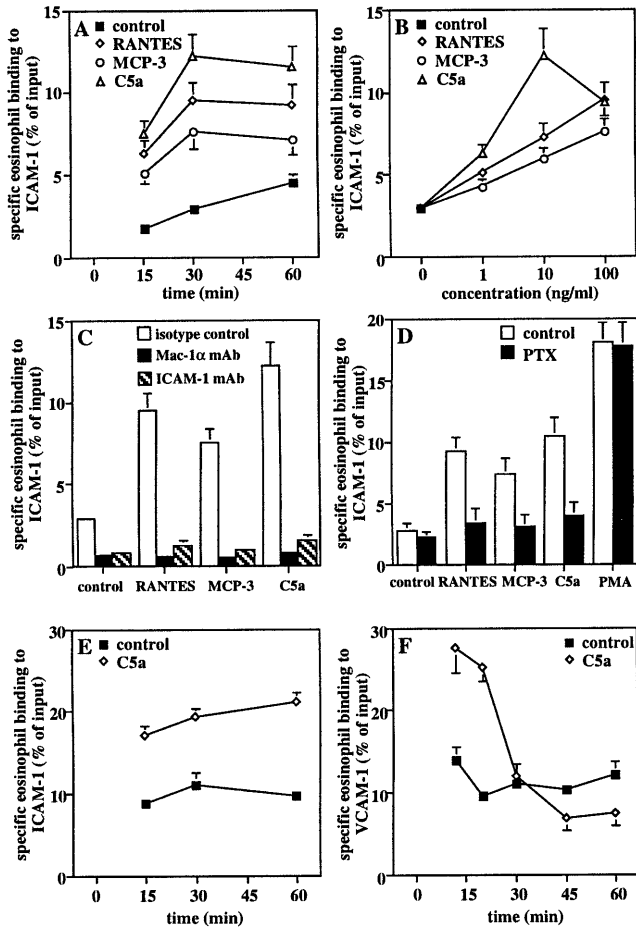 A
control
RANTES
MCP-3
C5a
specific eosinophil binding to
ICAM-1 (% of input)
15
10
5
0
0 15 30 45 60
time (min)
B
control
RANTES
MCP-3
C5a
specific eosinophil binding to
ICAM-1 (% of input)
15
10
5
0
0 1 10 100
concentration (ng/ml)
C
isotype control
Mac-1α mAb
ICAM-1 mAb
specific eosinophil binding to
ICAM-1 (% of input)
15
10
5
0
control RANTES MCP-3 C5a
D
control
PTX
specific eosinophil binding to
ICAM-1 (% of input)
20
15
10
5
0
control RANTES MCP-3 C5a PMA
E
control
C5a
specific eosinophil binding to
ICAM-1 (% of input)
30
20
10
0
0 15 30 45 60
time (min)
F
control
C5a
specific eosinophil binding to
VCAM-1 (% of input)
30
20
10
0
0 15 30 45 60
time (min)